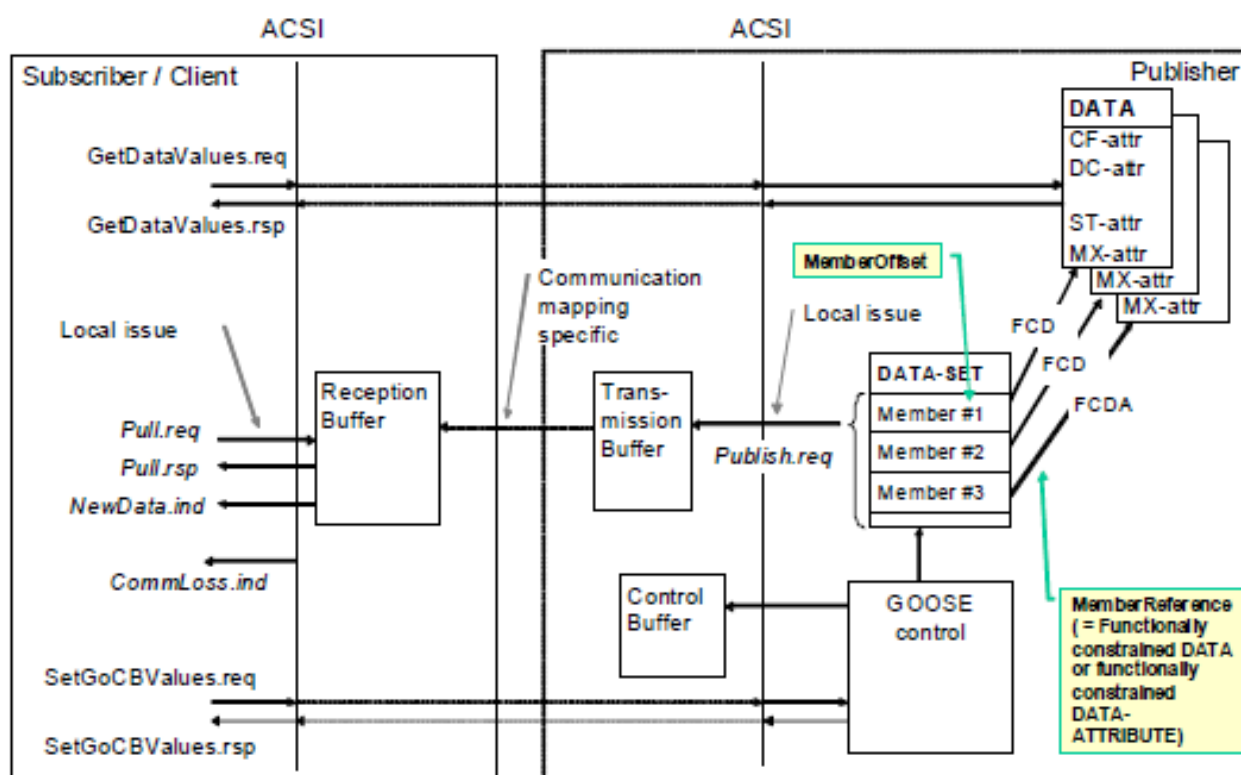 ACSI
ACSI
Subscriber / Client
Publisher
DATA
CF-attr
DC-attr
ST-attr
MX-attr
MX-attr
MX-attr
GetDataValues.req
GetDataValues.rsp
MemberOffset
Communication
mapping
specific
Local issue
Local issue
FCD
FCD
FCDA
DATA-SET
Member #1
Member #2
Member #3
Reception
Buffer
Trans-
mission
Buffer
Pull.req
Pull.rsp
Publish.req
NewData.ind
CommLoss.ind
Control
Buffer
GOOSE
control
MemberReference
( = Functionally
constrained DATA
or functionally
constrained
DATA-
ATTRIBUTE)
SetGoCBValues.req
SetGoCBValues.rsp